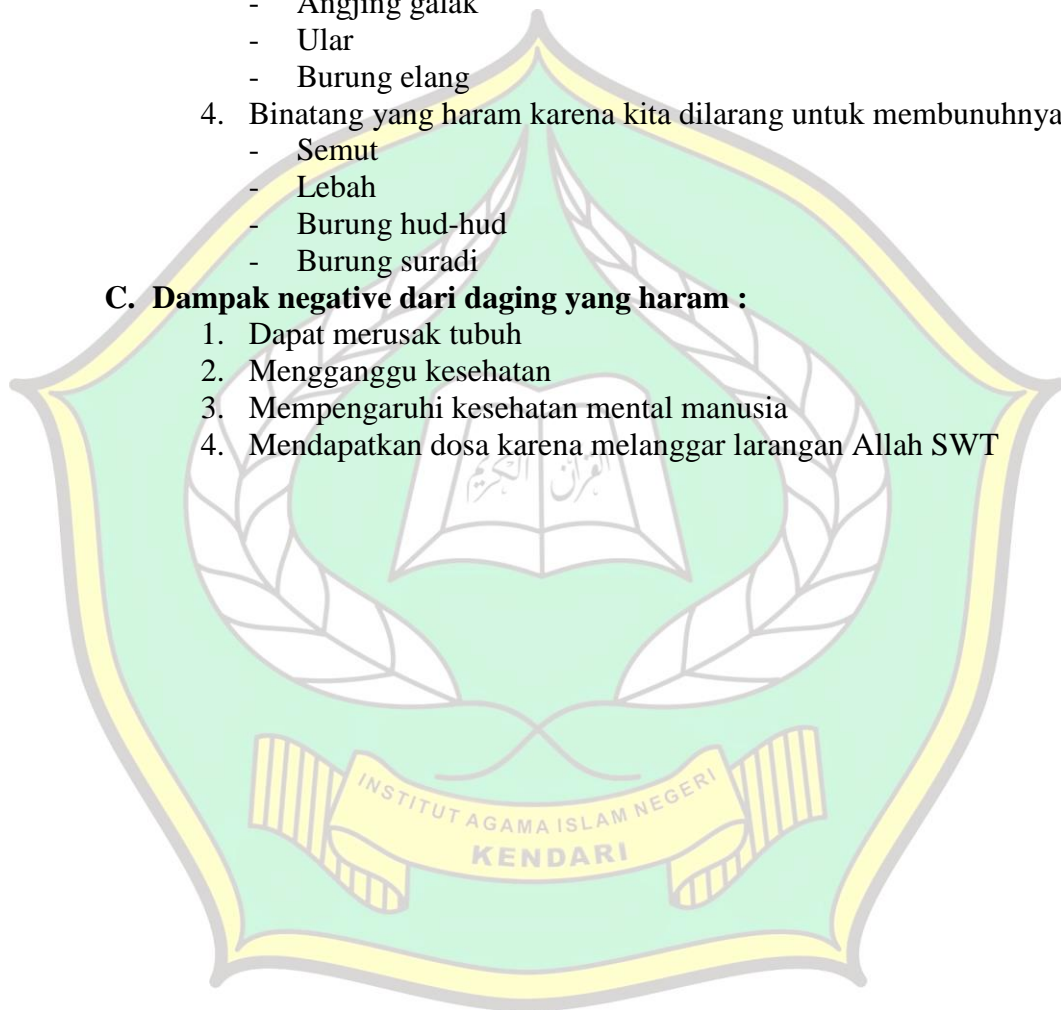 - Angjing galak
- Ular
- Burung elang
4. Binatang yang haram karena kita dilarang untuk membunuhnya
- Semut
- Lebah
- Burung hud-hud
- Burung suradi
C. Dampak negative dari daging yang haram :
1. Dapat merusak tubuh
2. Mengganggu kesehatan
3. Mempengaruhi kesehatan mental manusia
4. Mendapatkan dosa karena melanggar larangan Allah SWT
القرآن الكريم
INSTITUT AGAMA ISLAM NEGERI
KENDARI